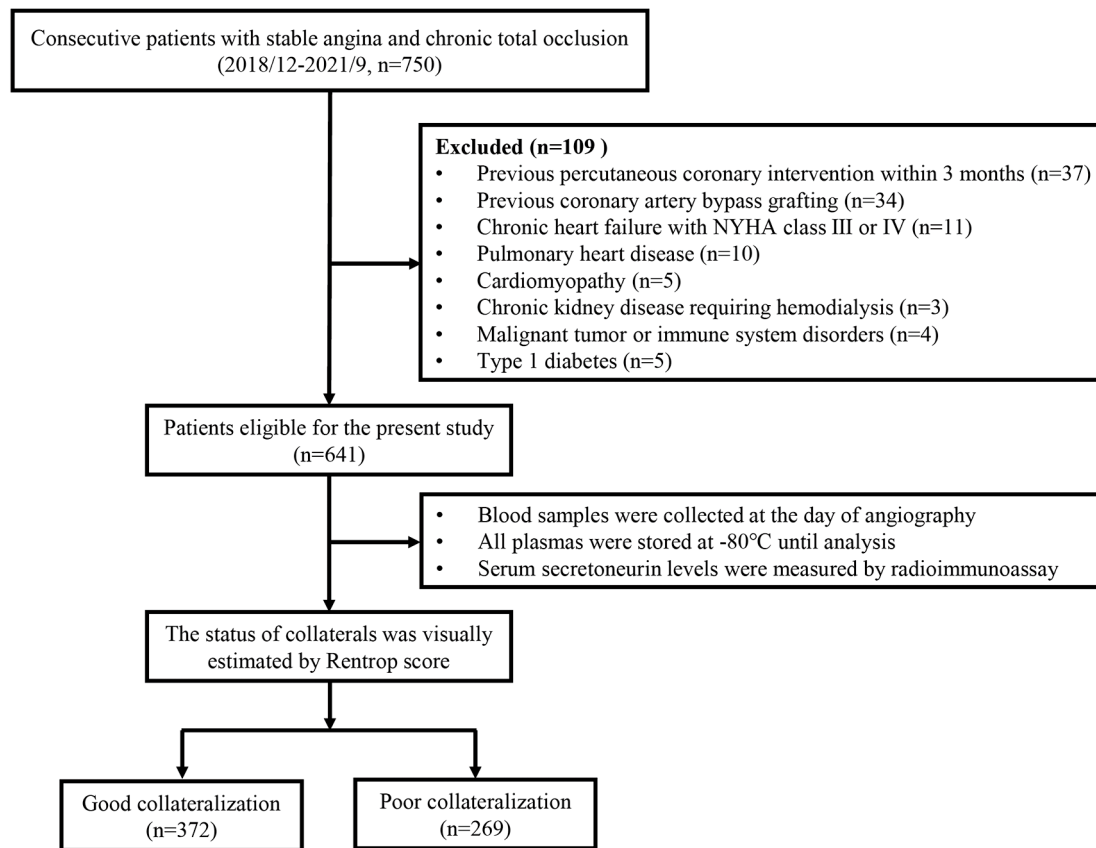 Consecutive patients with stable angina and chronic total occlusion
(2018/12-2021/9, n=750)
Excluded (n=109 )
• Previous percutaneous coronary intervention within 3 months (n=37)
• Previous coronary artery bypass grafting (n=34)
• Chronic heart failure with NYHA class III or IV (n=11)
• Pulmonary heart disease (n=10)
• Cardiomyopathy (n=5)
• Chronic kidney disease requiring hemodialysis (n=3)
• Malignant tumor or immune system disorders (n=4)
• Type 1 diabetes (n=5)
Patients eligible for the present study
(n=641)
• Blood samples were collected at the day of angiography
• All plasmas were stored at -80℃ until analysis
• Serum secretoneurin levels were measured by radioimmunoassay
The status of collaterals was visually
estimated by Rentrop score
Good collateralization
(n=372)
Poor collateralization
(n=269)